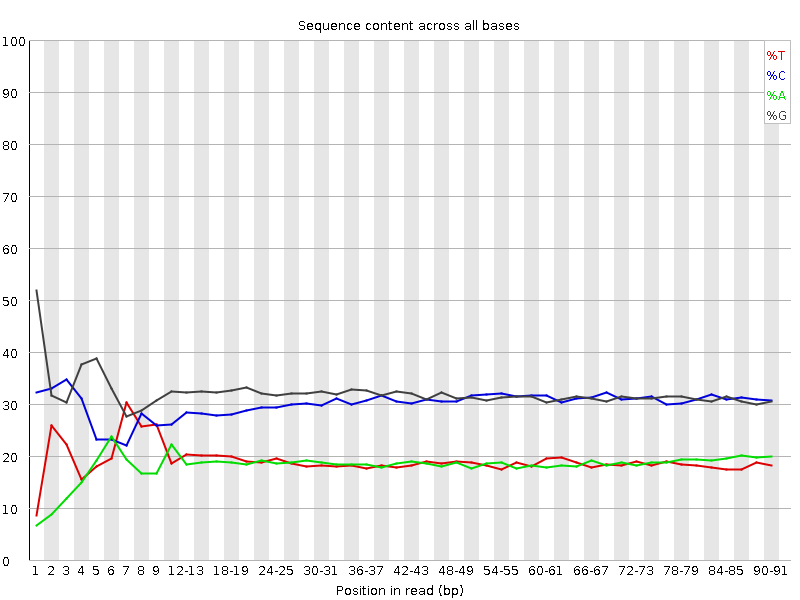 Sequence content across all bases
100
90
80
70
60
50
40
30
20
10
0
%T
%C
%A
%G
1 2 3 4 5 6 7 8 9 12-13 18-19 24-25 30-31 36-37 42-43 48-49 54-55 60-61 66-67 72-73 78-79 84-85 90-91
Position in read (bp)